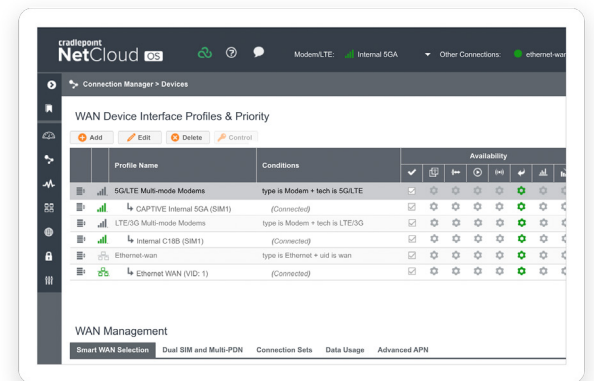 cradlepoint
NetCloud OS
Modem/LTE: Internal 5GA Other Connections: ethernet-wan
Connection Manager > Devices
WAN Device Interface Profiles & Priority
Add Edit Delete Control
Availability
Profile Name Conditions
5G/LTE Multi-mode Modems type is Modem + tech is 5G/LTE
CAPTIVE Internal 5GA (SIM1) (Connected)
LTE/3G Multi-mode Modems type is Modem + tech is LTE/3G
Internal C18B (SIM1) (Connected)
Ethernet-wan type is Ethernet + uid is wan
Ethernet WAN (VID: 1) (Connected)
WAN Management
Smart WAN Selection Dual SIM and Multi-PDN Connection Sets Data Usage Advanced APN